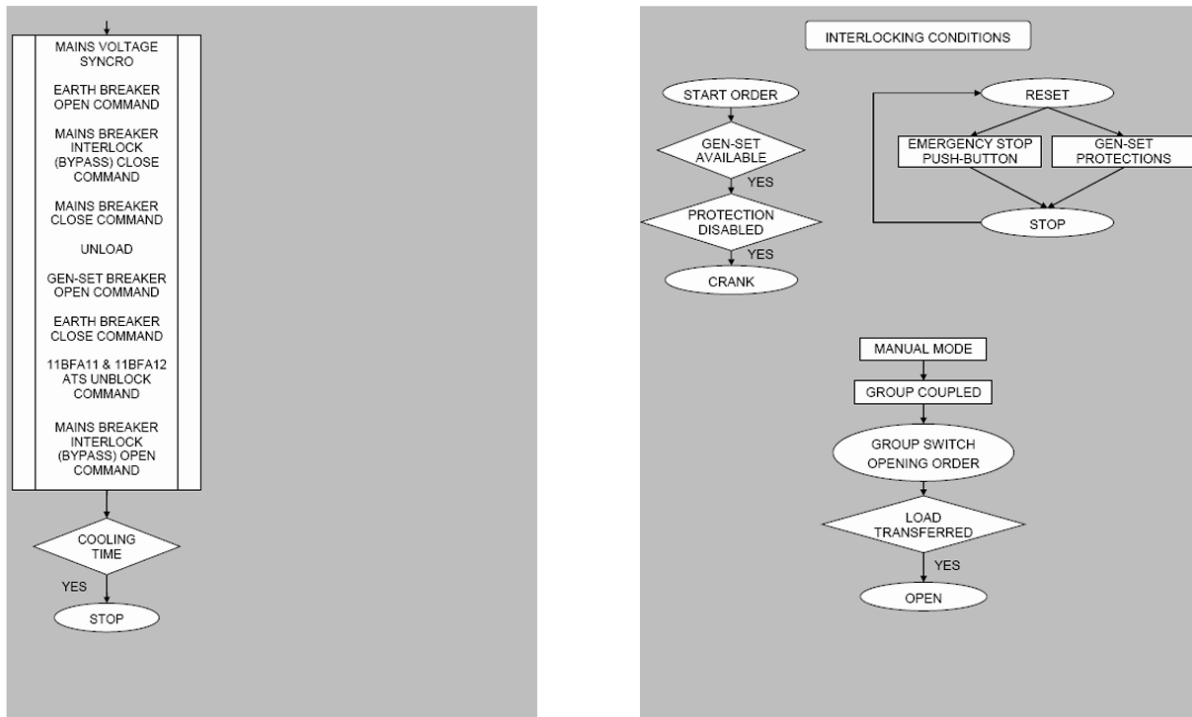 MAINS VOLTAGE
SYNCRO
EARTH BREAKER
OPEN COMMAND
MAINS BREAKER
INTERLOCK
(BYPASS) CLOSE
COMMAND
MAINS BREAKER
CLOSE COMMAND
UNLOAD
GEN-SET BREAKER
OPEN COMMAND
EARTH BREAKER
CLOSE COMMAND
11BFA11 & 11BFA12
ATS UNBLOCK
COMMAND
MAINS BREAKER
INTERLOCK
(BYPASS) OPEN
COMMAND
COOLING
TIME
YES
STOP
INTERLOCKING CONDITIONS
START ORDER
GEN-SET
AVAILABLE
YES
PROTECTION
DISABLED
YES
CRANK
RESET
EMERGENCY STOP
PUSH-BUTTON
GEN-SET
PROTECTIONS
STOP
MANUAL MODE
GROUP COUPLED
GROUP SWITCH
OPENING ORDER
LOAD
TRANSFERRED
YES
OPEN